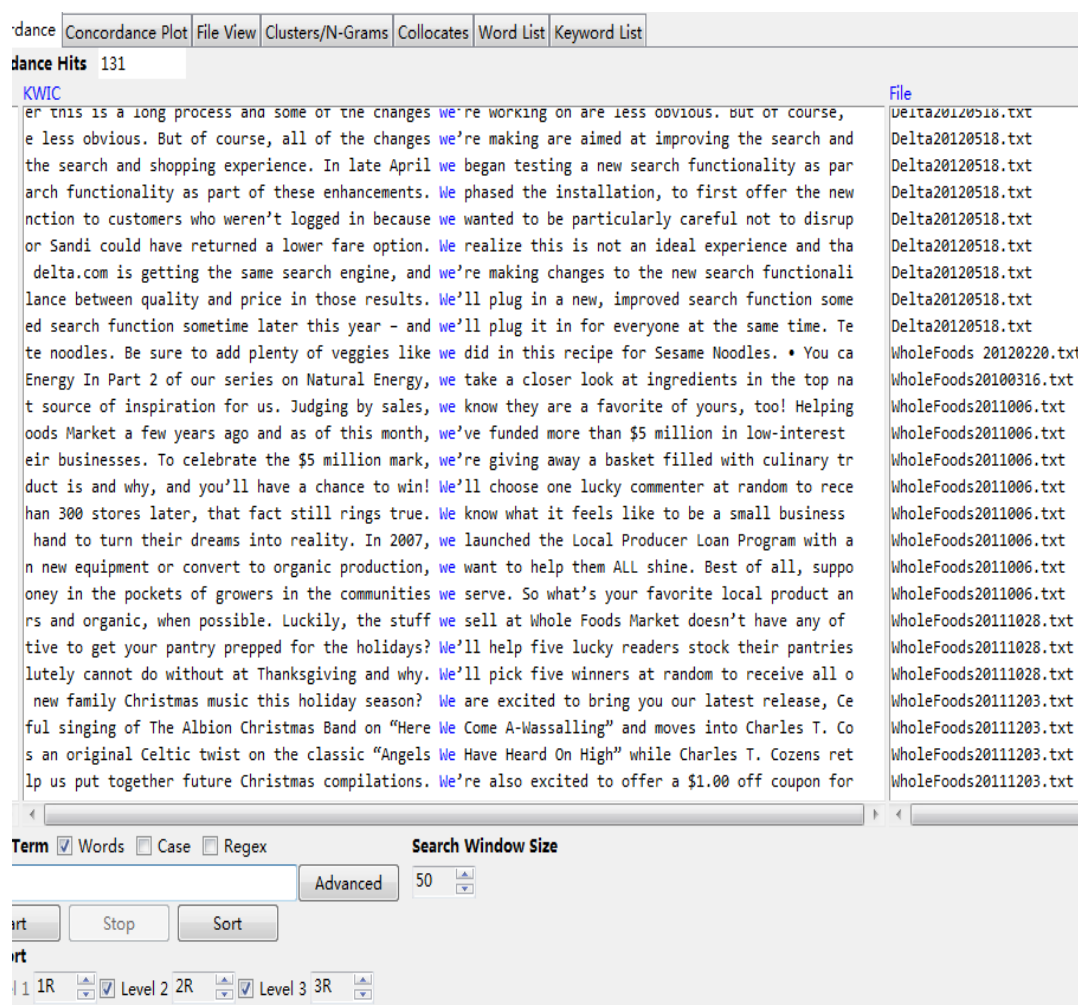 rdance Concordance Plot File View Clusters/N-Grams Collocates Word List Keyword List
dance Hits 131
KWIC File
er this is a long process and some of the changes we're working on are less obvious. But of course, Delta20120518.txt
e less obvious. But of course, all of the changes we're making are aimed at improving the search and Delta20120518.txt
the search and shopping experience. In late April we began testing a new search functionality as par Delta20120518.txt
arch functionality as part of these enhancements. We phased the installation, to first offer the new Delta20120518.txt
nction to customers who weren't logged in because we wanted to be particularly careful not to disrup Delta20120518.txt
or Sandi could have returned a lower fare option. We realize this is not an ideal experience and tha Delta20120518.txt
delta.com is getting the same search engine, and we're making changes to the new search functionali Delta20120518.txt
lance between quality and price in those results. We'll plug in a new, improved search function some Delta20120518.txt
ed search function sometime later this year – and we'll plug it in for everyone at the same time. Te Delta20120518.txt
te noodles. Be sure to add plenty of veggies like we did in this recipe for Sesame Noodles. • You ca WholeFoods 20120220.txt
Energy In Part 2 of our series on Natural Energy, we take a closer look at ingredients in the top na WholeFoods20100316.txt
t source of inspiration for us. Judging by sales, we know they are a favorite of yours, too! Helping WholeFoods2011006.txt
oods Market a few years ago and as of this month, we've funded more than $5 million in low-interest WholeFoods2011006.txt
eir businesses. To celebrate the $5 million mark, we're giving away a basket filled with culinary tr WholeFoods2011006.txt
duct is and why, and you'll have a chance to win! We'll choose one lucky commenter at random to rece WholeFoods2011006.txt
han 300 stores later, that fact still rings true. We know what it feels like to be a small business WholeFoods2011006.txt
hand to turn their dreams into reality. In 2007, we launched the Local Producer Loan Program with a WholeFoods2011006.txt
n new equipment or convert to organic production, we want to help them ALL shine. Best of all, suppo WholeFoods2011006.txt
oney in the pockets of growers in the communities we serve. So what's your favorite local product an WholeFoods2011006.txt
rs and organic, when possible. Luckily, the stuff we sell at Whole Foods Market doesn't have any of WholeFoods20111028.txt
tive to get your pantry prepped for the holidays? We'll help five lucky readers stock their pantries WholeFoods20111028.txt
lutely cannot do without at Thanksgiving and why. We'll pick five winners at random to receive all o WholeFoods20111028.txt
new family Christmas music this holiday season? We are excited to bring you our latest release, Ce WholeFoods20111203.txt
ful singing of The Albion Christmas Band on “Here We Come A-Wassalling” and moves into Charles T. Co WholeFoods20111203.txt
s an original Celtic twist on the classic “Angels We Have Heard On High” while Charles T. Cozens ret WholeFoods20111203.txt
lp us put together future Christmas compilations. We're also excited to offer a $1.00 off coupon for WholeFoods20111203.txt
Term Words Case Regex Search Window Size
Advanced 50
art Stop Sort
ort
l 1 1R Level 2 2R Level 3 3R